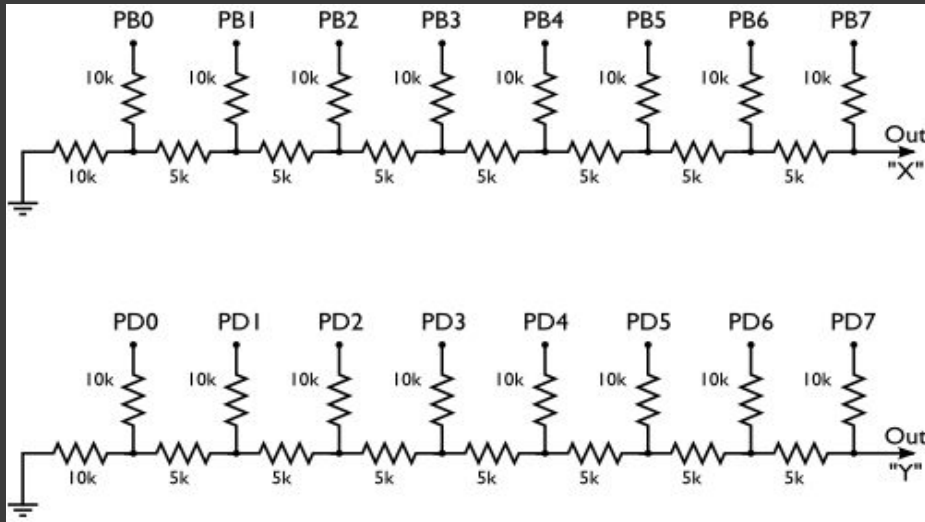 PB0 PB1 PB2 PB3 PB4 PB5 PB6 PB7
10k 10k 10k 10k 10k 10k 10k 10k
Out
10k 5k 5k 5k 5k 5k 5k 5k "X"
PD0 PD1 PD2 PD3 PD4 PD5 PD6 PD7
10k 10k 10k 10k 10k 10k 10k 10k
Out
10k 5k 5k 5k 5k 5k 5k 5k "Y"